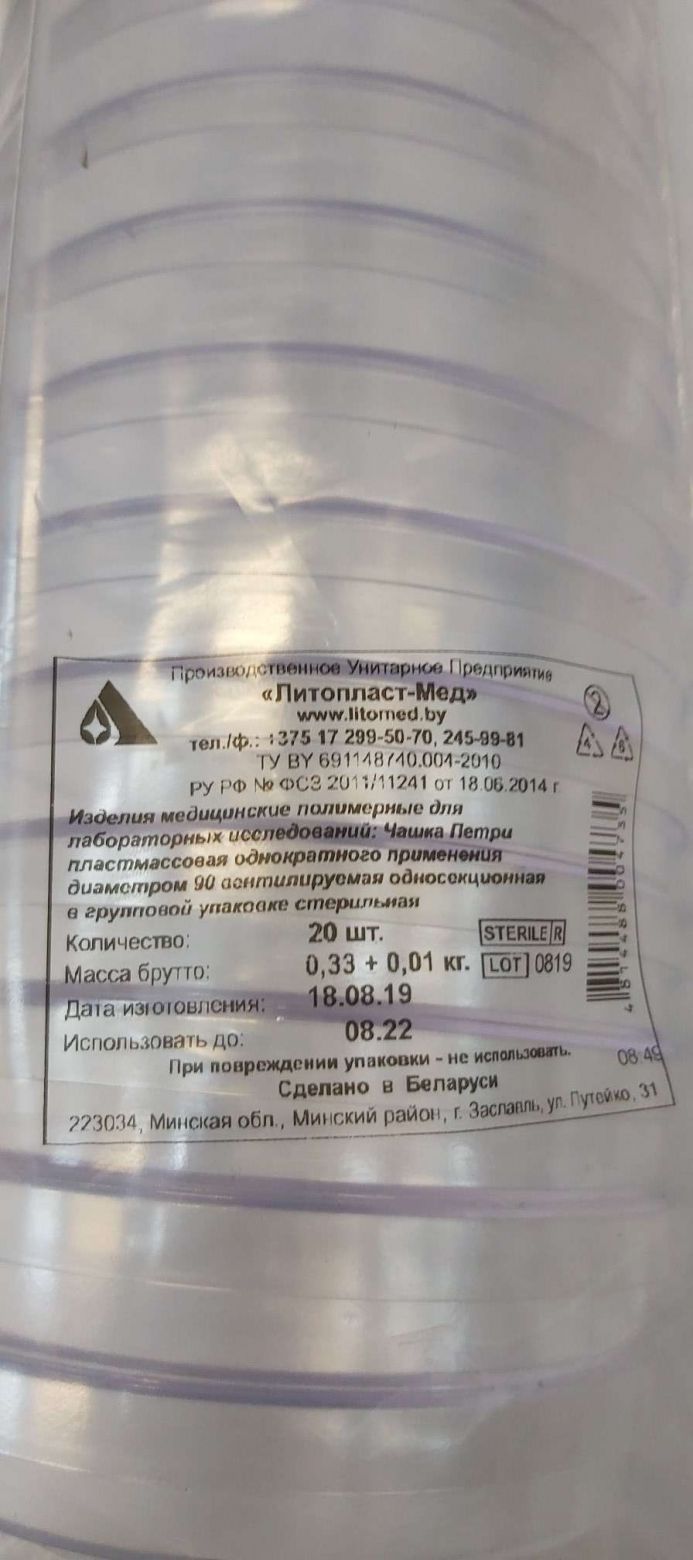 Производственное Унитарное Предприятие
«Литопласт-Мед»
www.litomed.by
тел./ф.: +375 17 299-50-70, 245-99-81
ТУ BY 691148740.004-2010
РУ РФ № ФСЗ 2011/11241 от 18.06.2014 г.
Изделия медицинские полимерные для
лабораторных исследований: Чашка Петри
пластмассовая однократного применения
диаметром 90 вентилируемая односекционная
в групповой упаковке стерильная
Количество: 20 шт. STERILE R
Масса брутто: 0,33 + 0,01 кг. LOT 0819
Дата изготовления: 18.08.19
Использовать до: 08.22
При повреждении упаковки - не использовать.
08:49
Сделано в Беларуси
223034, Минская обл., Минский район, г. Заславль, ул. Путейко, 31
2